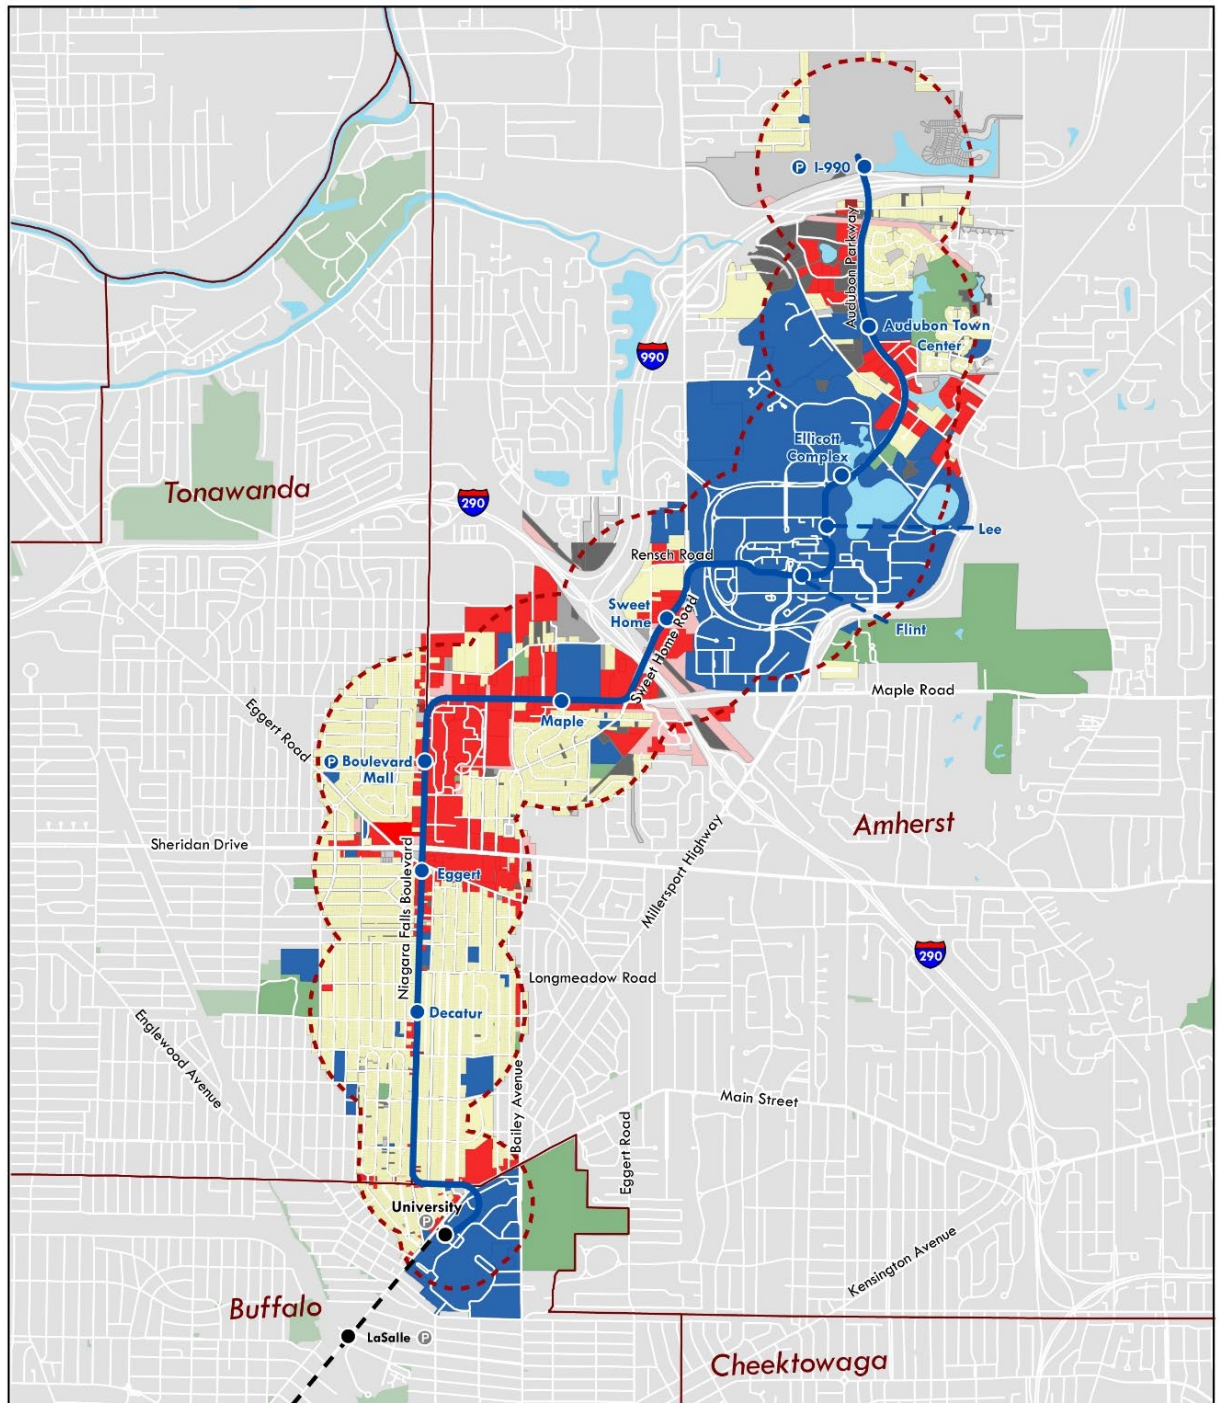 P I-990
Audubon Parkway
Audubon Town
Center
990
Ellicott
Complex
Tonawanda
290
Lee
Rensch Road
Sweet
Home
Sweet Home Road
Flint
Maple Road
Eggert Road
Maple
P Boulevard
Mall
Amherst
Sheridan Drive
Niagara Falls Boulevard
Eggert
Millersport Highway
290
Longmeadow Road
Decatur
Englewood Avenue
Bailey Avenue
Main Street
Eggert Road
University
P
Kensington Avenue
Buffalo
LaSalle P
Cheektowaga